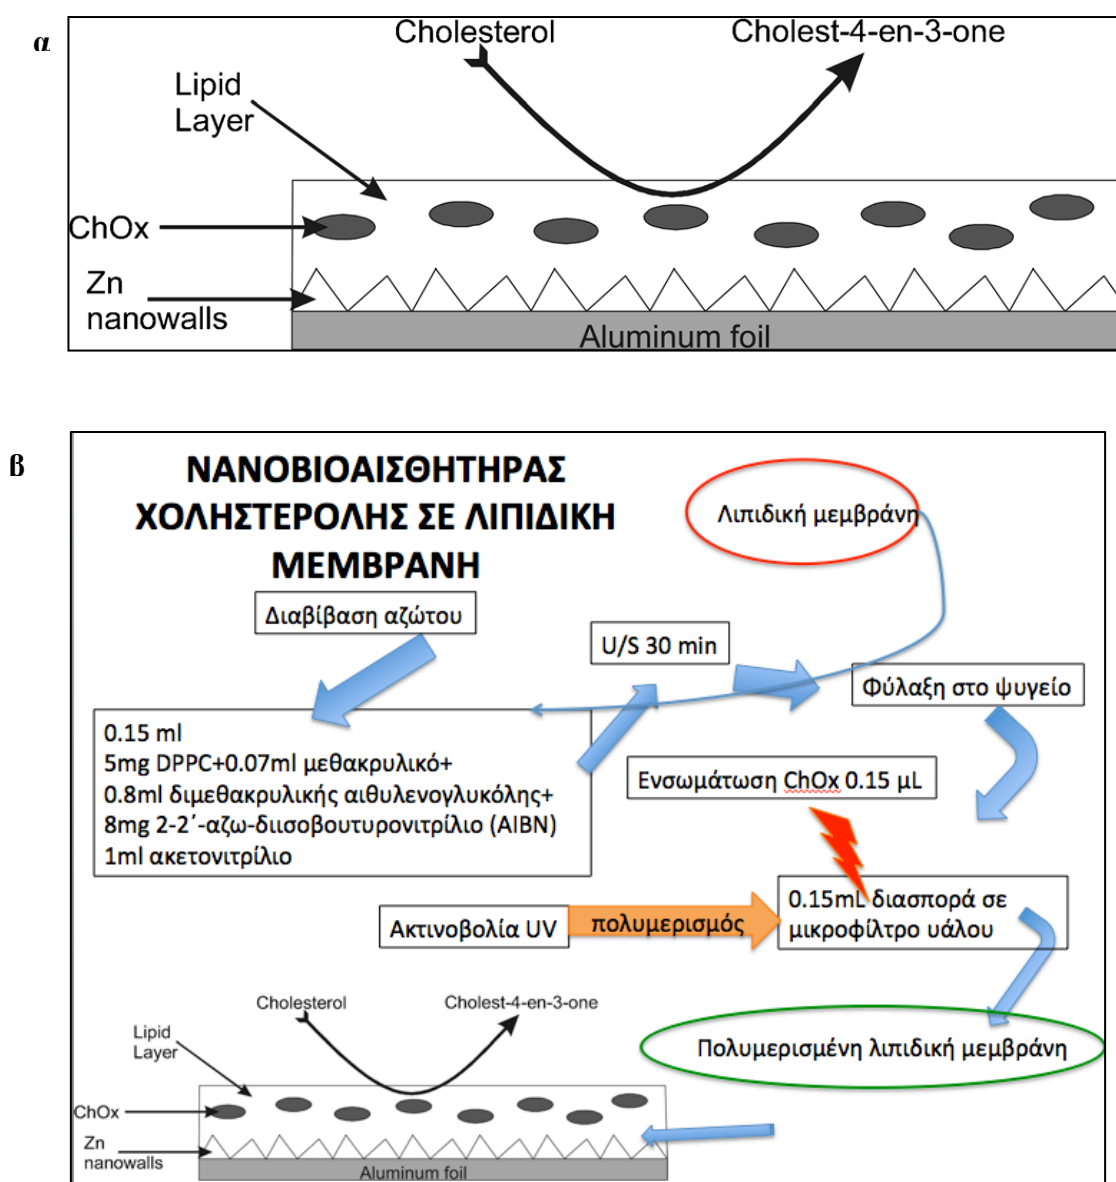 α
Cholesterol
Cholest-4-en-3-one
Lipid
Layer
ChOx
Zn
nanowalls
Aluminum foil
β
ΝΑΝΟΒΙΟΑΙΣΘΗΤΗΡΑΣ
ΧΟΛΗΣΤΕΡΟΛΗΣ ΣΕ ΛΙΠΙΔΙΚΗ
ΜΕΜΒΡΑΝΗ
Λιπιδική μεμβράνη
Διαβίβαση αζώτου
U/S 30 min
Φύλαξη στο ψυγείο
0.15 ml
5mg DPPC+0.07ml μεθακρυλικό+
0.8ml διμεθακρυλικής αιθυλενογλυκόλης+
8mg 2-2΄-αζω-διισοβουτυρονιτρίλιο (AIBN)
1ml ακετονιτρίλιο
Ενσωμάτωση ChOx 0.15 μL
Ακτινοβολία UV
πολυμερισμός
0.15mL διασπορά σε
μικροφίλτρο υάλου
Πολυμερισμένη λιπιδική μεμβράνη
Cholesterol
Cholest-4-en-3-one
Lipid
Layer
ChOx
Zn
nanowalls
Aluminum foil